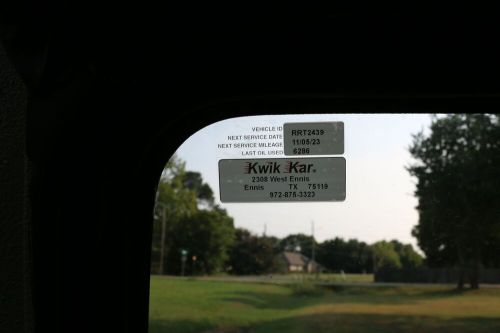 VEHICLE ID RRT2439
NEXT SERVICE DATE 11/05/23
NEXT SERVICE MILEAGE 6286
LAST OIL USED
Kwik Kar®
2308 West Ennis
Ennis TX 75119
972-875-3323